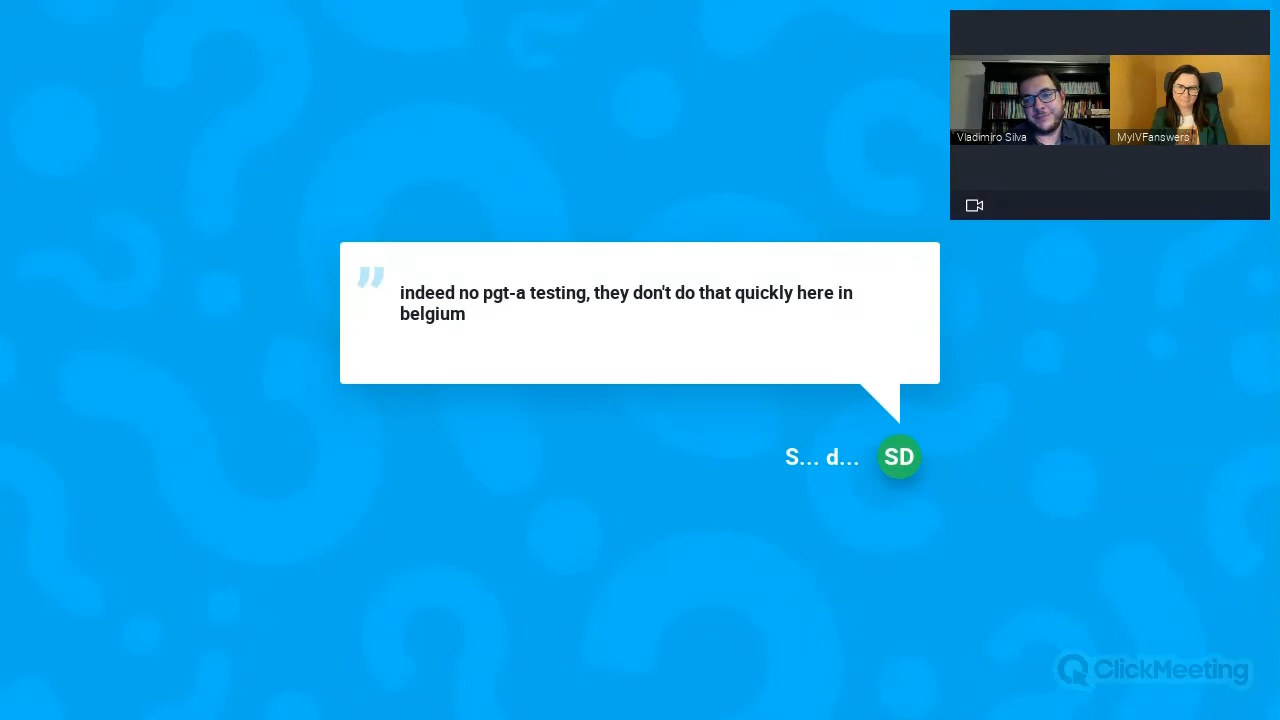 Vladimiro Silva
MyIVFanswers
indeed no pgt-a testing, they don't do that quickly here in
belgium
S... d...
SD
ClickMeeting